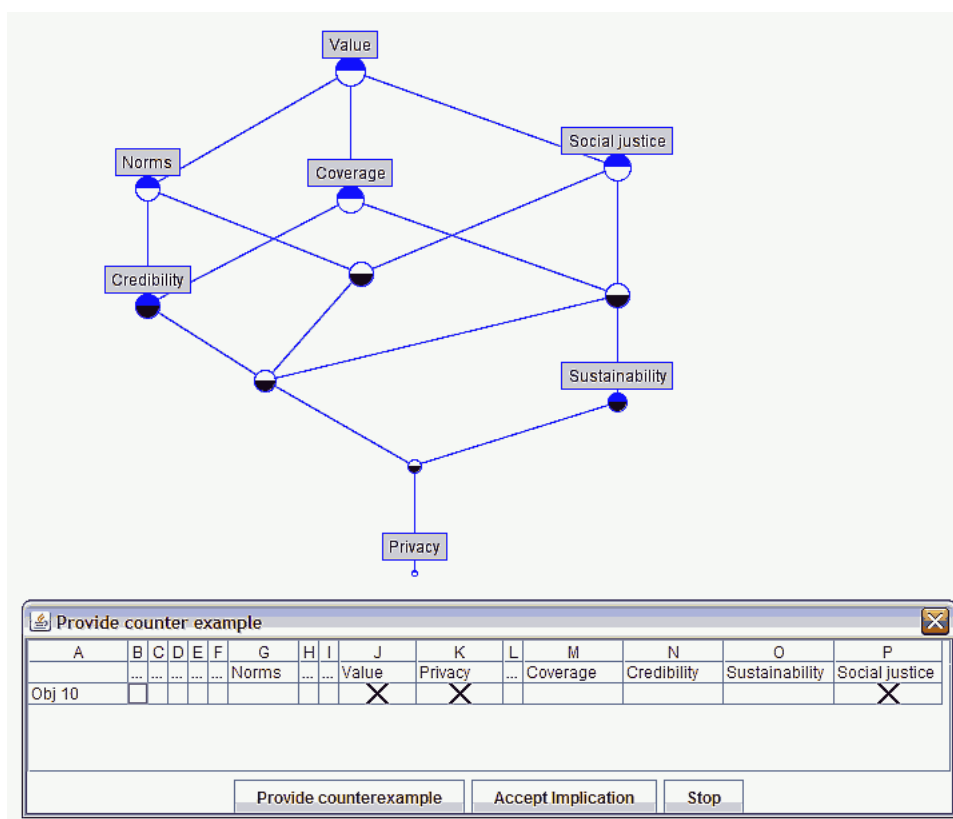 Value
Social justice
Norms
Coverage
Credibility
Sustainability
Privacy
Provide counter example
A B C D E F G H I J K L M N O P
... ... ... ... ... Norms ... ... Value Privacy ... Coverage Credibility Sustainability Social justice
Obj 10
Provide counterexample Accept Implication Stop